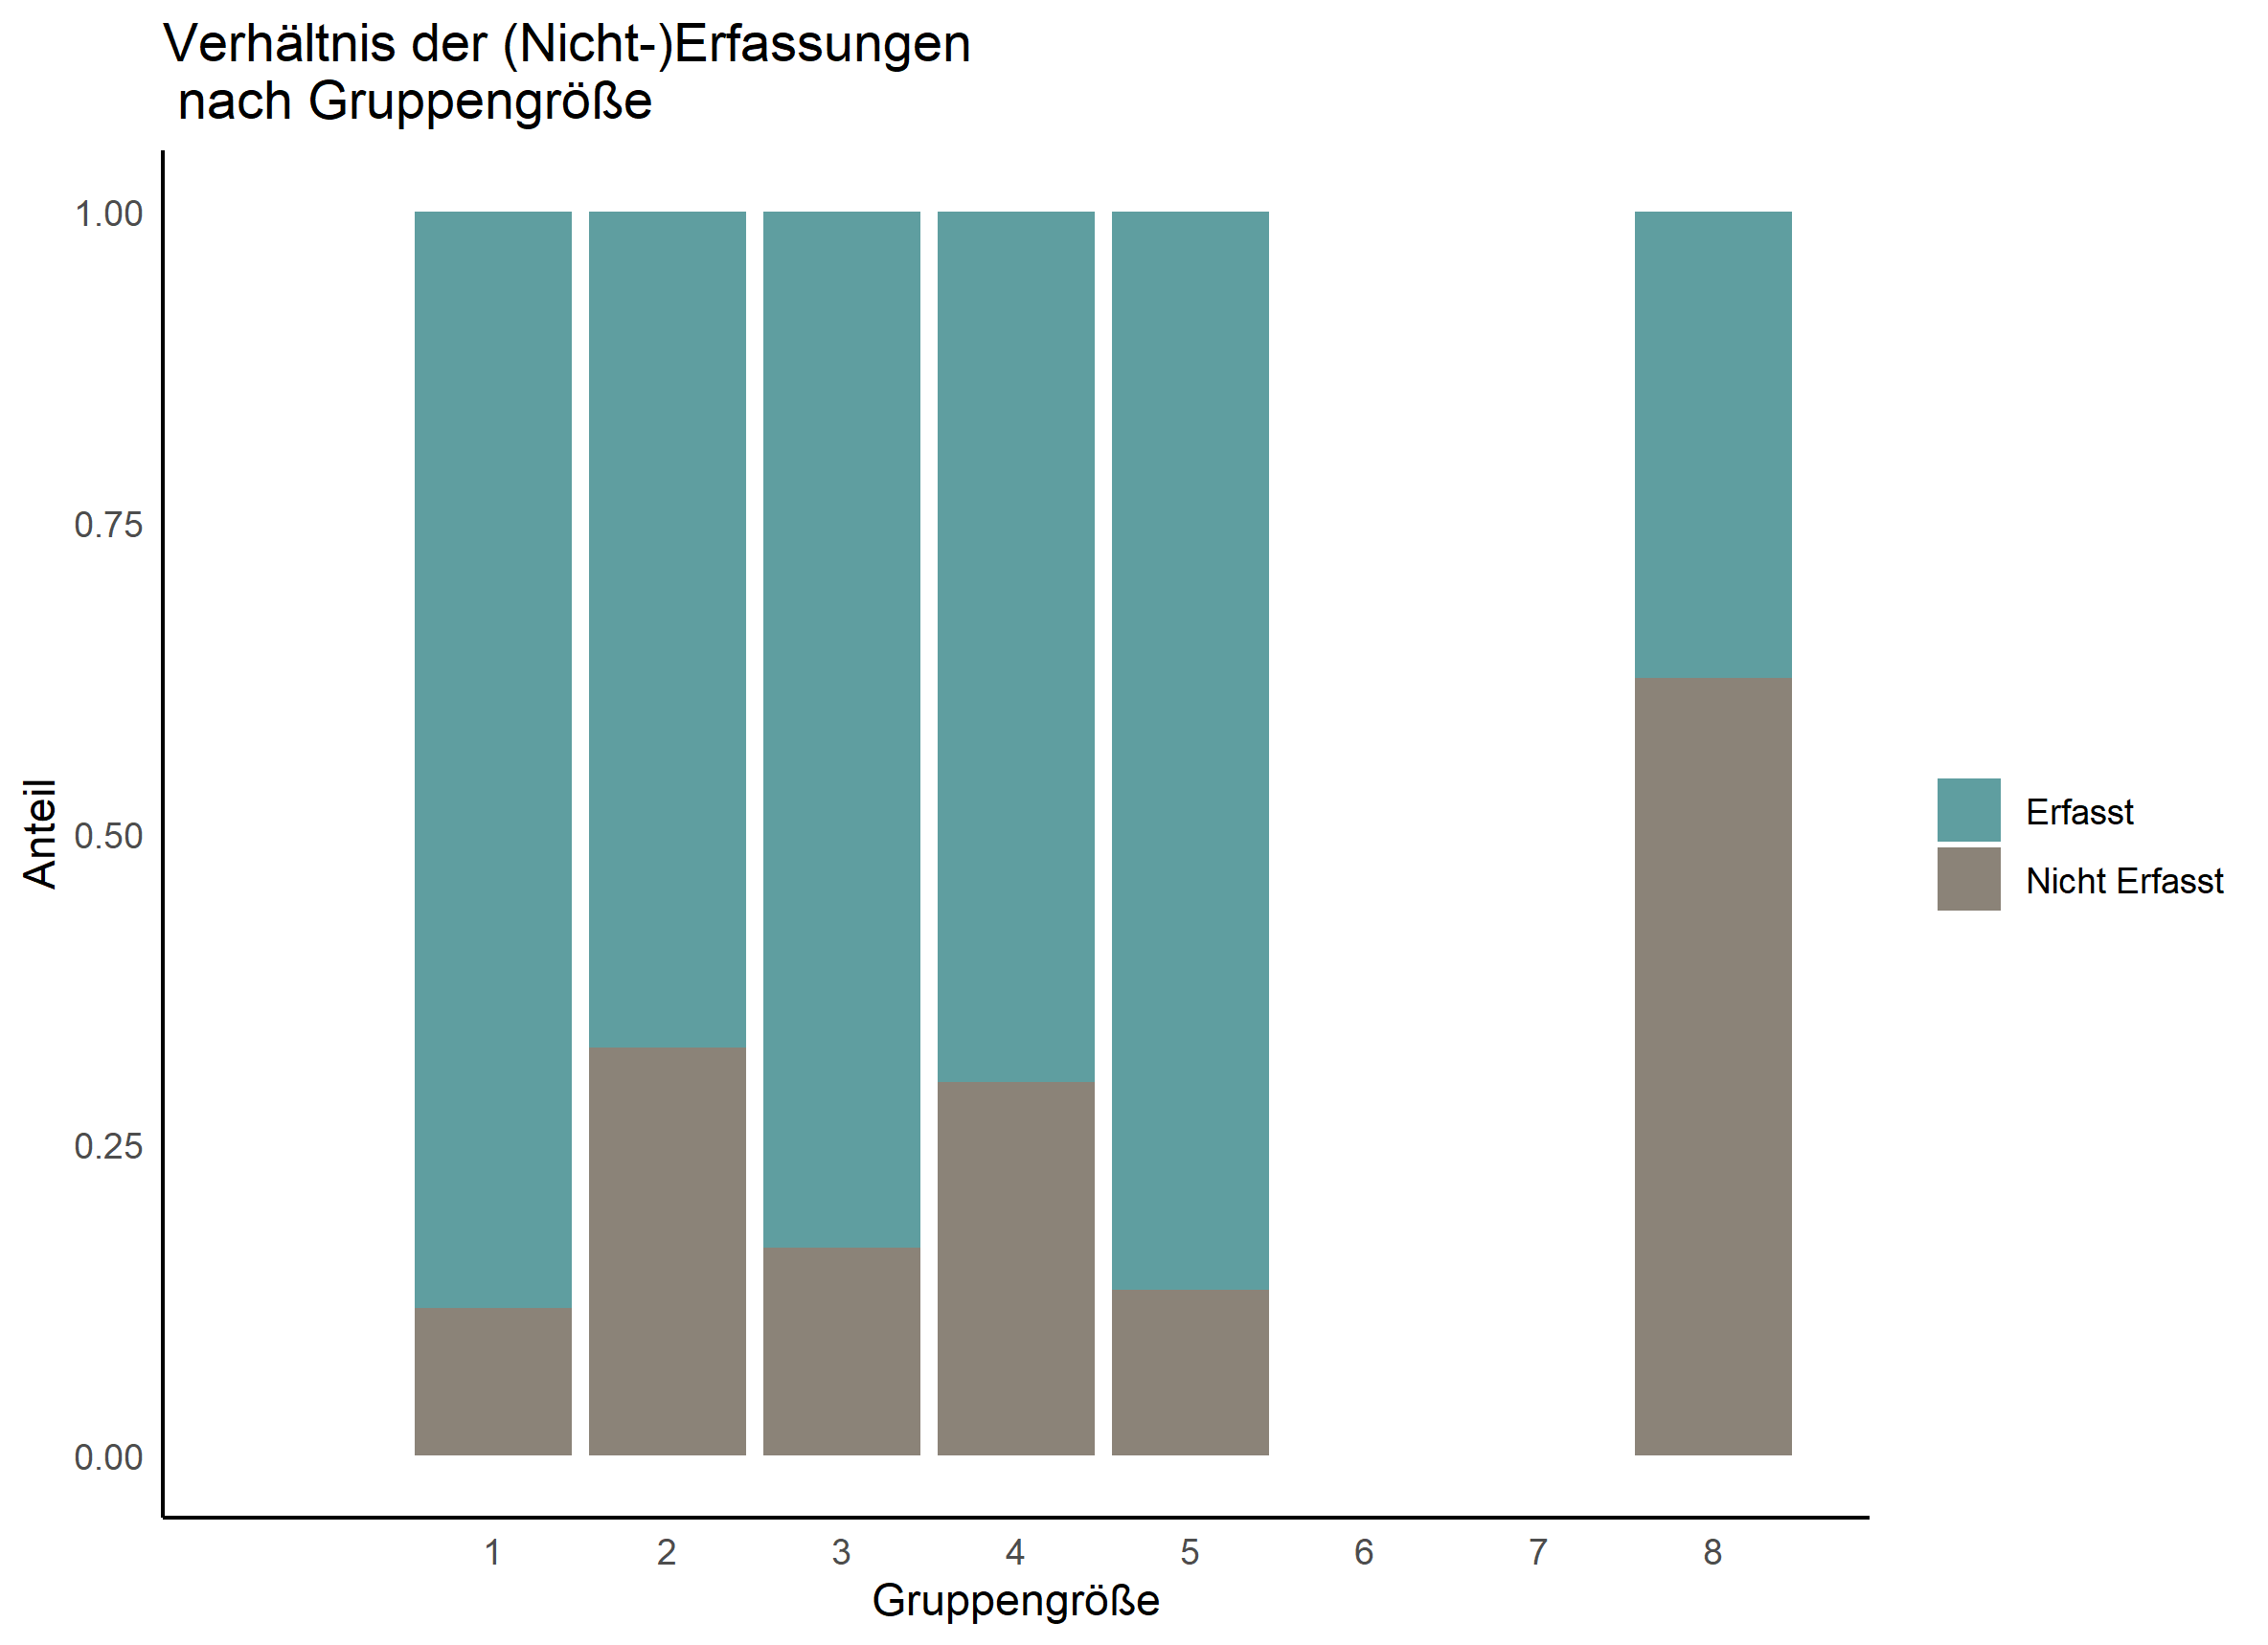 Verhältnis der (Nicht-)Erfassungen
nach Gruppengröße
1.00
0.75
0.50
0.25
0.00
Anteil
1 2 3 4 5 6 7 8
Gruppengröße
Erfasst
Nicht Erfasst